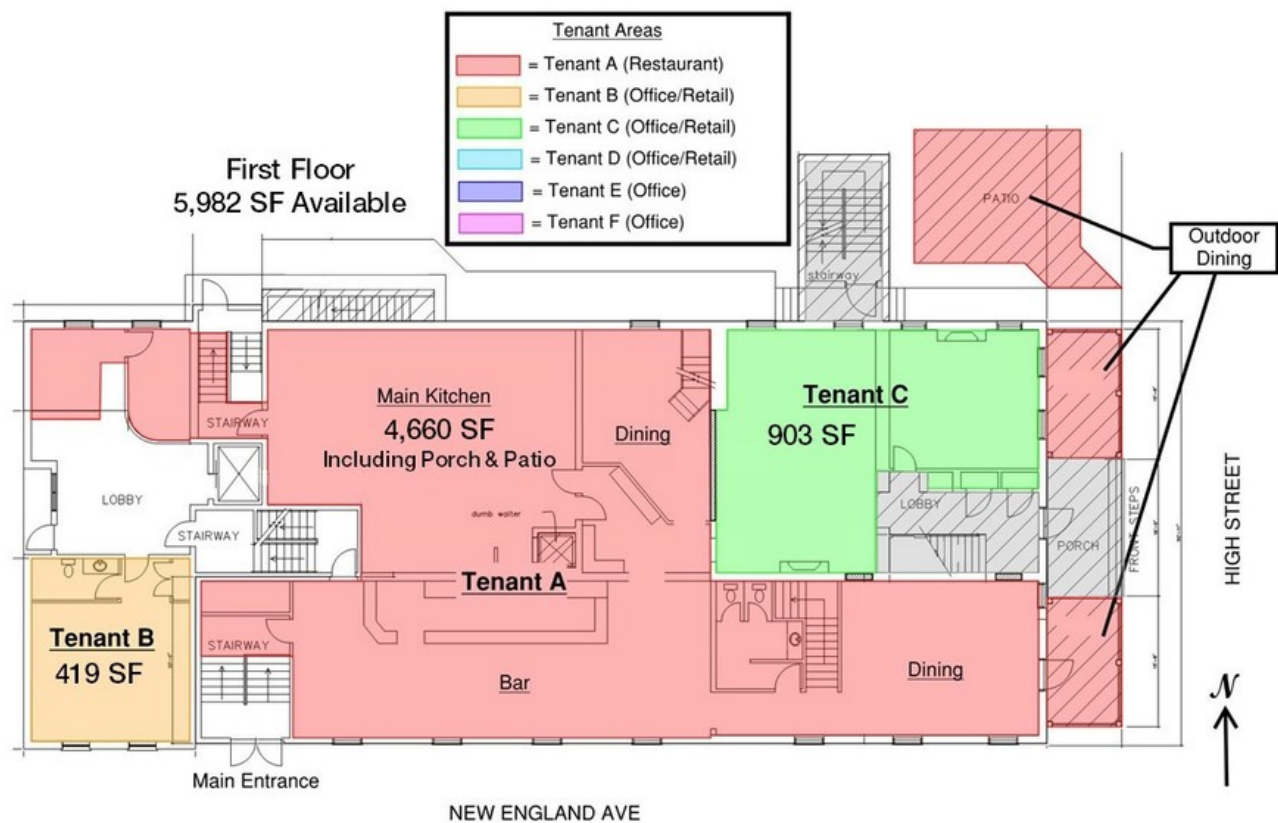 Tenant Areas
= Tenant A (Restaurant)
= Tenant B (Office/Retail)
= Tenant C (Office/Retail)
= Tenant D (Office/Retail)
= Tenant E (Office)
= Tenant F (Office)
First Floor
5,982 SF Available
PATIO
Outdoor
Dining
stairway
Main Kitchen
4,660 SF
Including Porch & Patio
Dining
Tenant C
903 SF
STAIRWAY
LOBBY
STAIRWAY
dumb waiter
LOBBY
PORCH
FRONT STEPS
HIGH STREET
Tenant A
Tenant B
419 SF
STAIRWAY
Bar
Dining
N
Main Entrance
NEW ENGLAND AVE